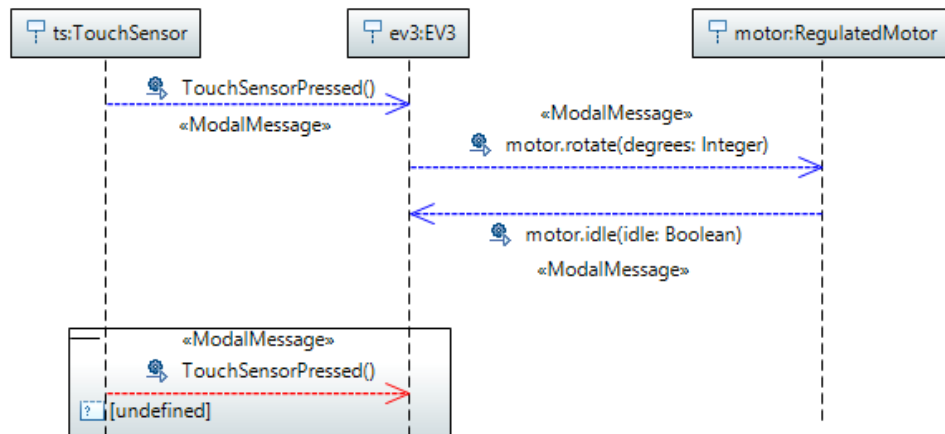 ts:TouchSensor
ev3:EV3
motor:RegulatedMotor
TouchSensorPressed()
«ModalMessage»
«ModalMessage»
motor.rotate(degrees: Integer)
motor.idle(idle: Boolean)
«ModalMessage»
«ModalMessage»
TouchSensorPressed()
[undefined]